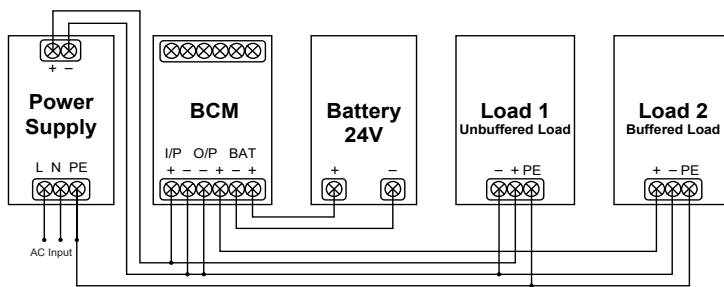 + –
Power
Supply
L N PE
AC Input
BCM
I/P O/P BAT
+ – – + – +
Battery
24V
+ –
Load 1
Unbuffered Load
– + PE
Load 2
Buffered Load
+ – PE